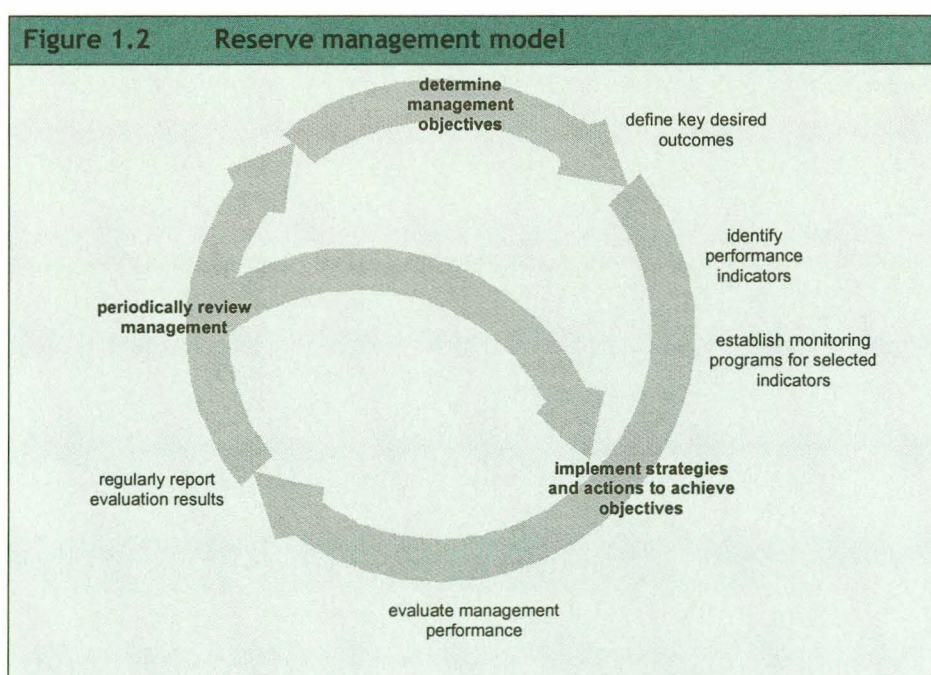 Figure 1.2 Reserve management model
determine
management
objectives
define key desired
outcomes
identify
performance
indicators
establish monitoring
programs for selected
indicators
implement strategies
and actions to achieve
objectives
evaluate management
performance
regularly report
evaluation results
periodically review
management